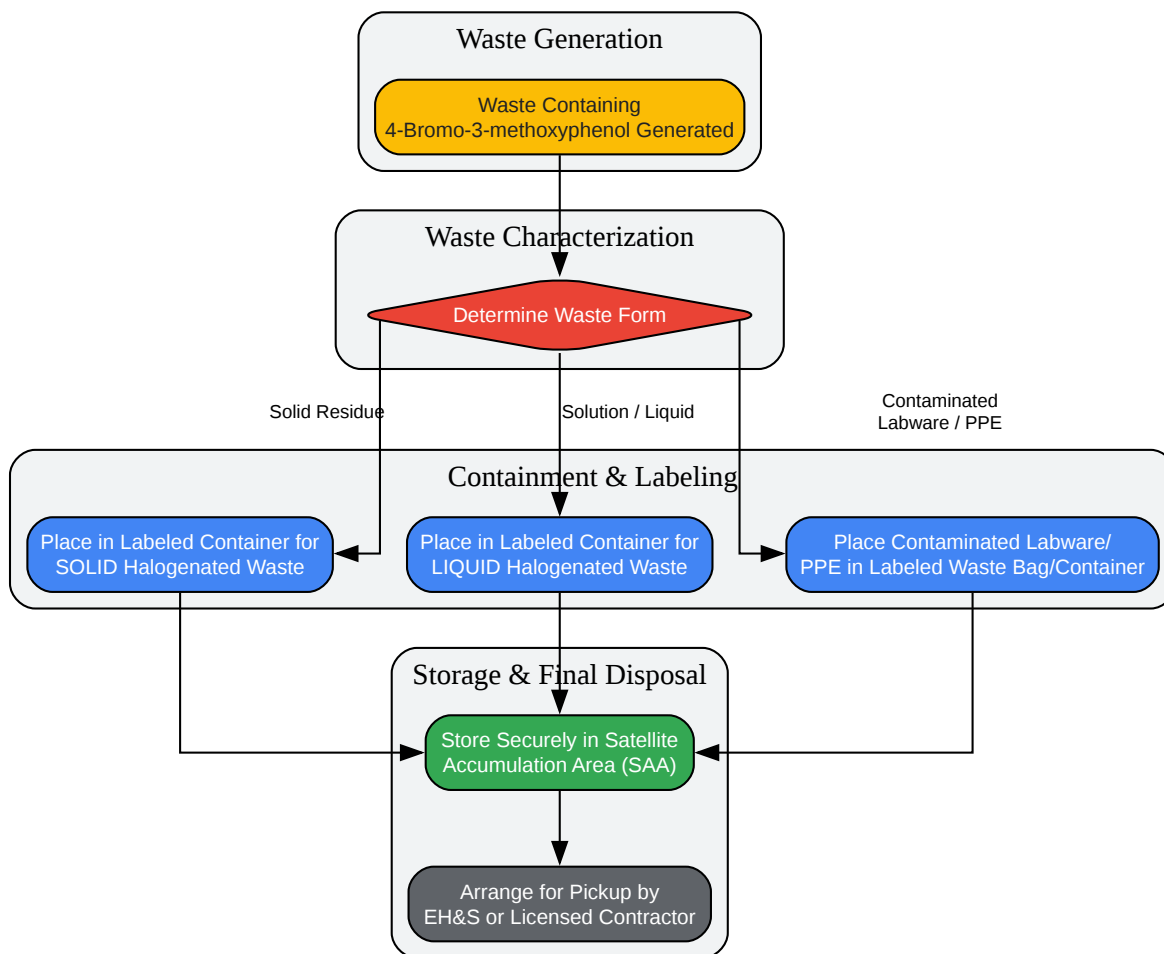 Waste Generation
Waste Containing
4-Bromo-3-methoxyphenol Generated
Waste Characterization
Determine Waste Form
Solid Residue
Solution / Liquid
Contaminated
Labware / PPE
Containment & Labeling
Place in Labeled Container for
SOLID Halogenated Waste
Place in Labeled Container for
LIQUID Halogenated Waste
Place Contaminated Labware/
PPE in Labeled Waste Bag/Container
Storage & Final Disposal
Store Securely in Satellite
Accumulation Area (SAA)
Arrange for Pickup by
EH&S or Licensed Contractor